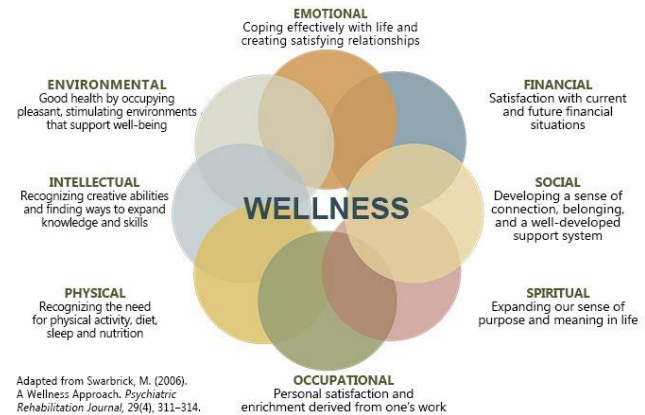 EMOTIONAL
Coping effectively with life and
creating satisfying relationships
ENVIRONMENTAL
Good health by occupying
pleasant, stimulating environments
that support well-being
FINANCIAL
Satisfaction with current
and future financial
situations
INTELLECTUAL
Recognizing creative abilities
and finding ways to expand
knowledge and skills
WELLNESS
SOCIAL
Developing a sense of
connection, belonging,
and a well-developed
support system
PHYSICAL
Recognizing the need
for physical activity, diet,
sleep and nutrition
SPIRITUAL
Expanding our sense of
purpose and meaning in life
OCCUPATIONAL
Personal satisfaction and
enrichment derived from one's work
Adapted from Swarbrick, M. (2006).
A Wellness Approach. Psychiatric
Rehabilitation Journal, 29(4), 311–314.